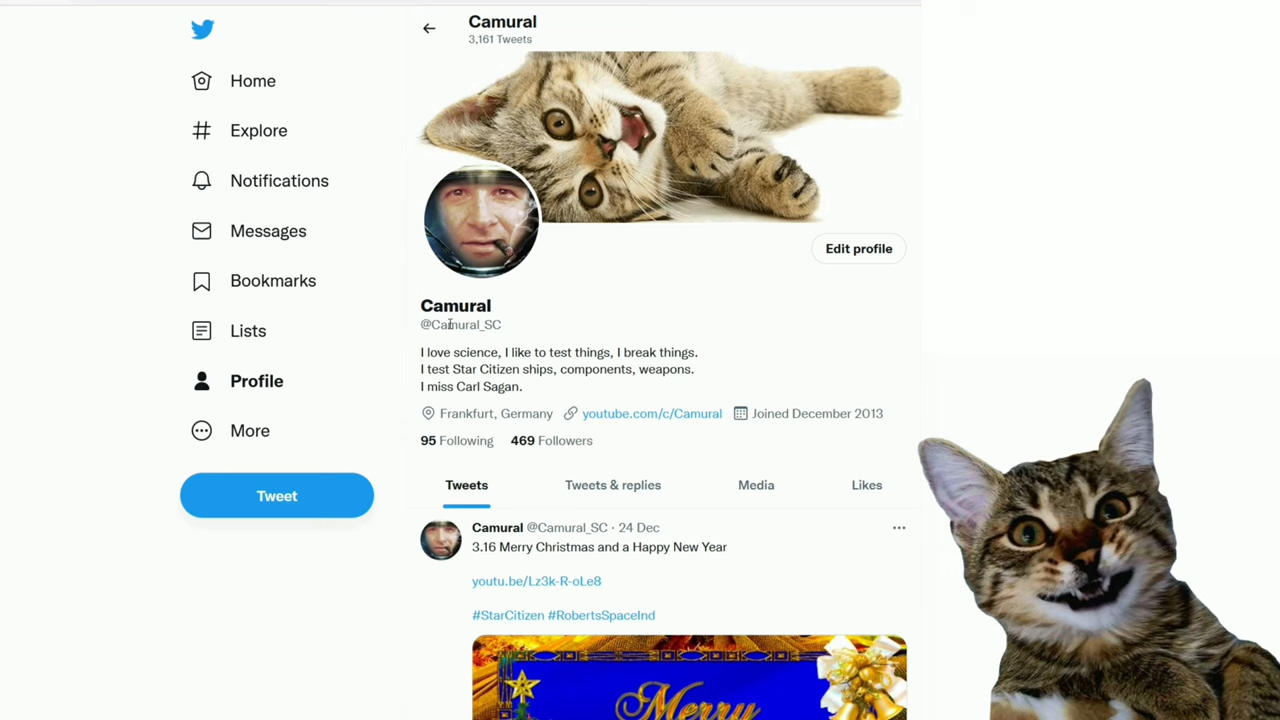 Camural
3,161 Tweets
Home
Explore
Notifications
Messages
Bookmarks
Lists
Profile
More
Tweet
Edit profile
Camural
@Camural_SC
I love science, I like to test things, I break things.
I test Star Citizen ships, components, weapons.
I miss Carl Sagan.
Frankfurt, Germany youtube.com/c/Camural Joined December 2013
95 Following 469 Followers
Tweets Tweets & replies Media Likes
Camural @Camural_SC · 24 Dec
3.16 Merry Christmas and a Happy New Year
youtu.be/Lz3k-R-oLe8
#StarCitizen #RobertsSpaceInd
Merry